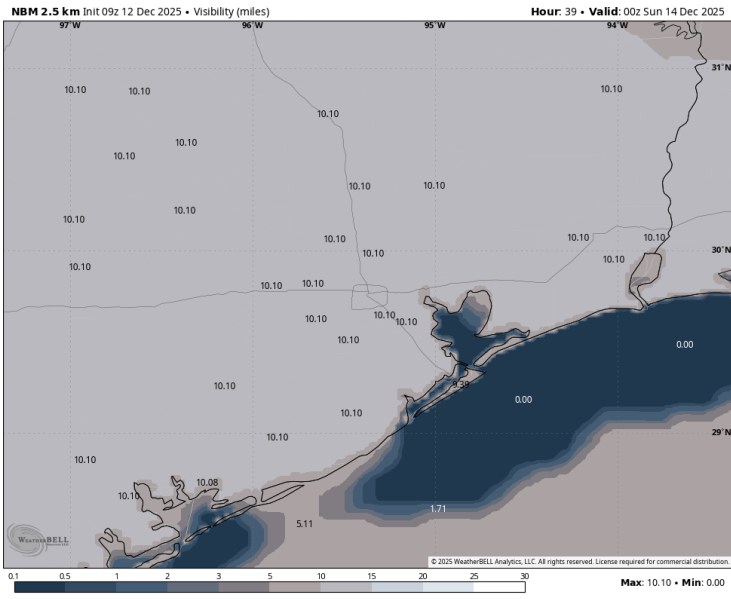 NBM 2.5 km Init 09z 12 Dec 2025 • Visibility (miles)
Hour: 39 • Valid: 00z Sun 14 Dec 2025
97°W 96°W 95°W 94°W
31°N
10.10 10.10 10.10
10.10
10.10
10.10
10.10 10.10
10.10
10.10
10.10 10.10 10.10
30°N
10.10
10.10
10.10
10.10 10.10
10.10 10.10 10.10
10.10
0.00
10.10 9.39
0.00
10.10
10.10
29°N
10.10
10.08
10.10
1.71
5.11
WeatherBELL
© 2025 WeatherBELL Analytics, LLC. All rights reserved. License required for commercial distribution.
0.1 0.5 1 2 3 5 10 15 20 25 30
Max: 10.10 • Min: 0.00